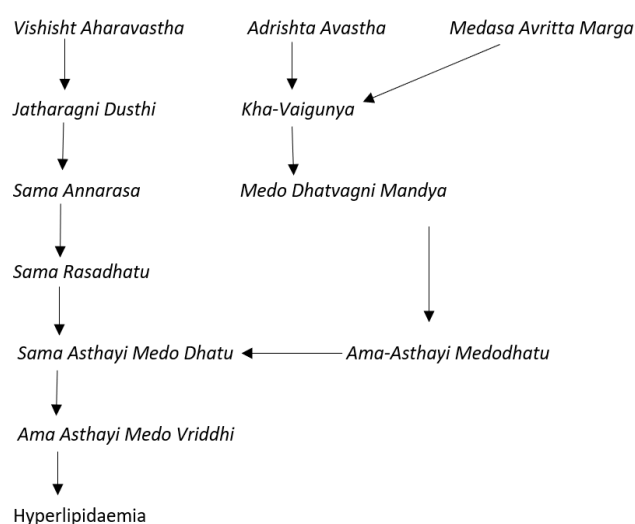 Vishisht Aharavastha Adrishta Avastha Medasa Avritta Marga
Jatharagni Dusthi Kha-Vaigunya
Sama Annarasa Medo Dhatvagni Mandya
Sama Rasadhatu
Sama Asthayi Medo Dhatu Ama-Asthayi Medodhatu
Ama Asthayi Medo Vriddhi
Hyperlipidaemia